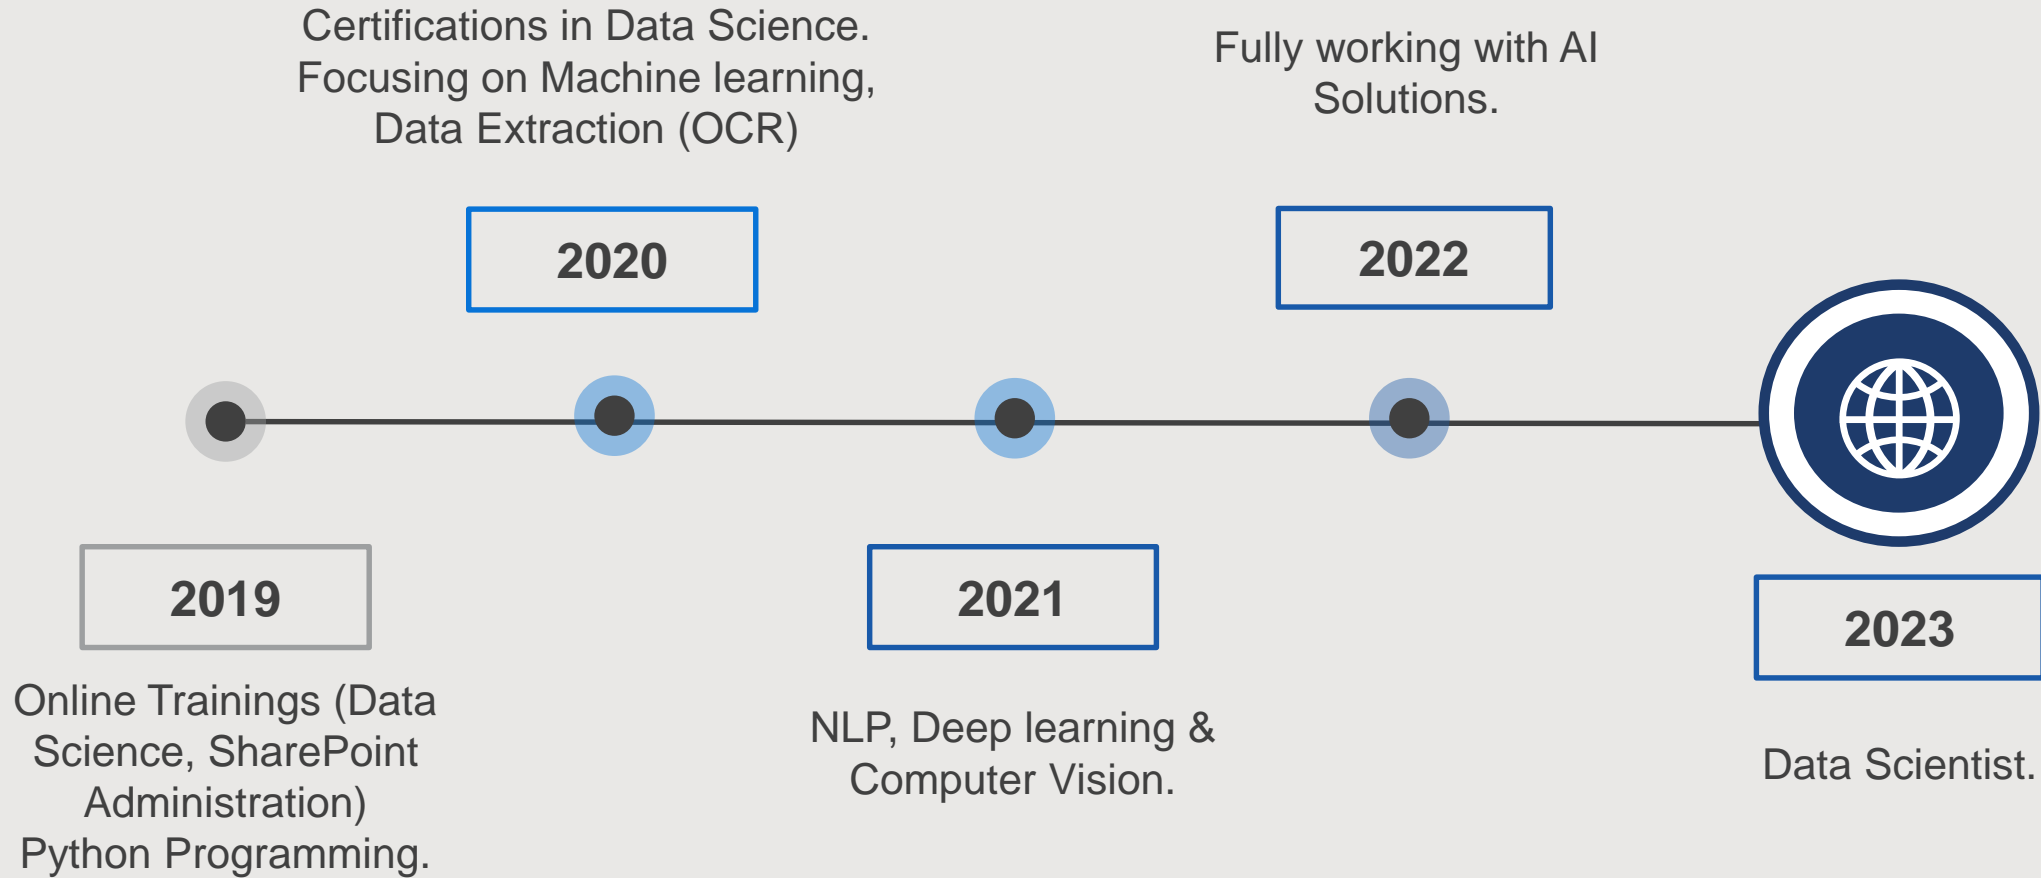 Certifications in Data Science.
Focusing on Machine learning,
Data Extraction (OCR)
Fully working with AI
Solutions.
2020
2022
2019
2021
2023
Online Trainings (Data
Science, SharePoint
Administration)
Python Programming.
NLP, Deep learning &
Computer Vision.
Data Scientist.